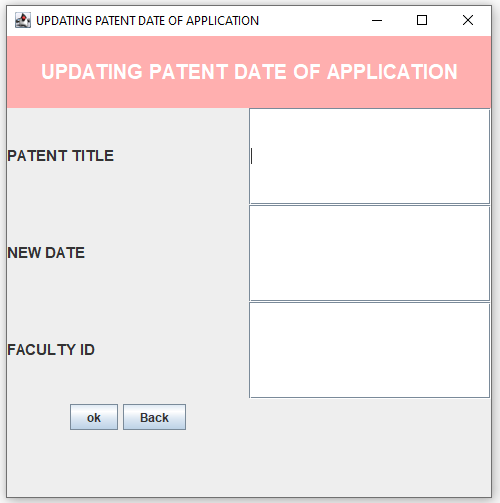 UPDATING PATENT DATE OF APPLICATION
UPDATING PATENT DATE OF APPLICATION
PATENT TITLE
NEW DATE
FACULTY ID
ok Back